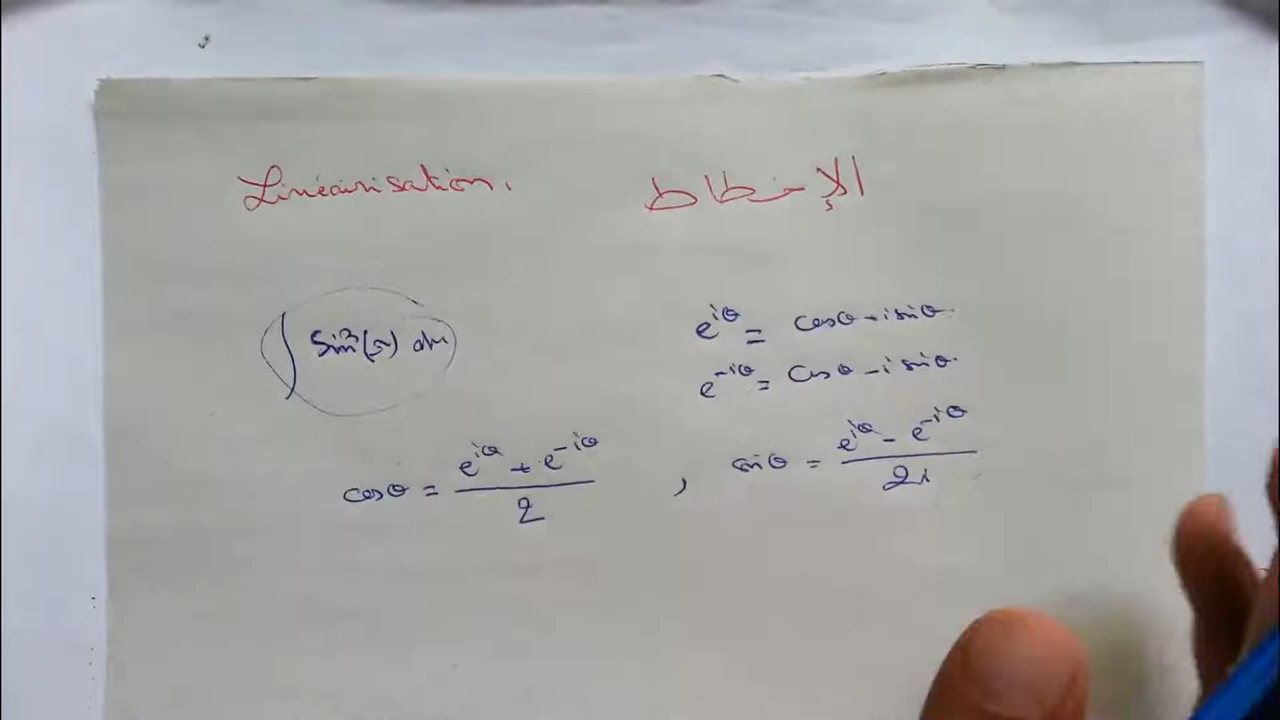 Linéarisation. الإخطاط
∫ sin³(x) dx
e^{iθ} = cosθ + i sinθ.
e^{-iθ} = cosθ - i sinθ.
cosθ = (e^{iθ} + e^{-iθ}) / 2 , sinθ = (e^{iθ} - e^{-iθ}) / 2i